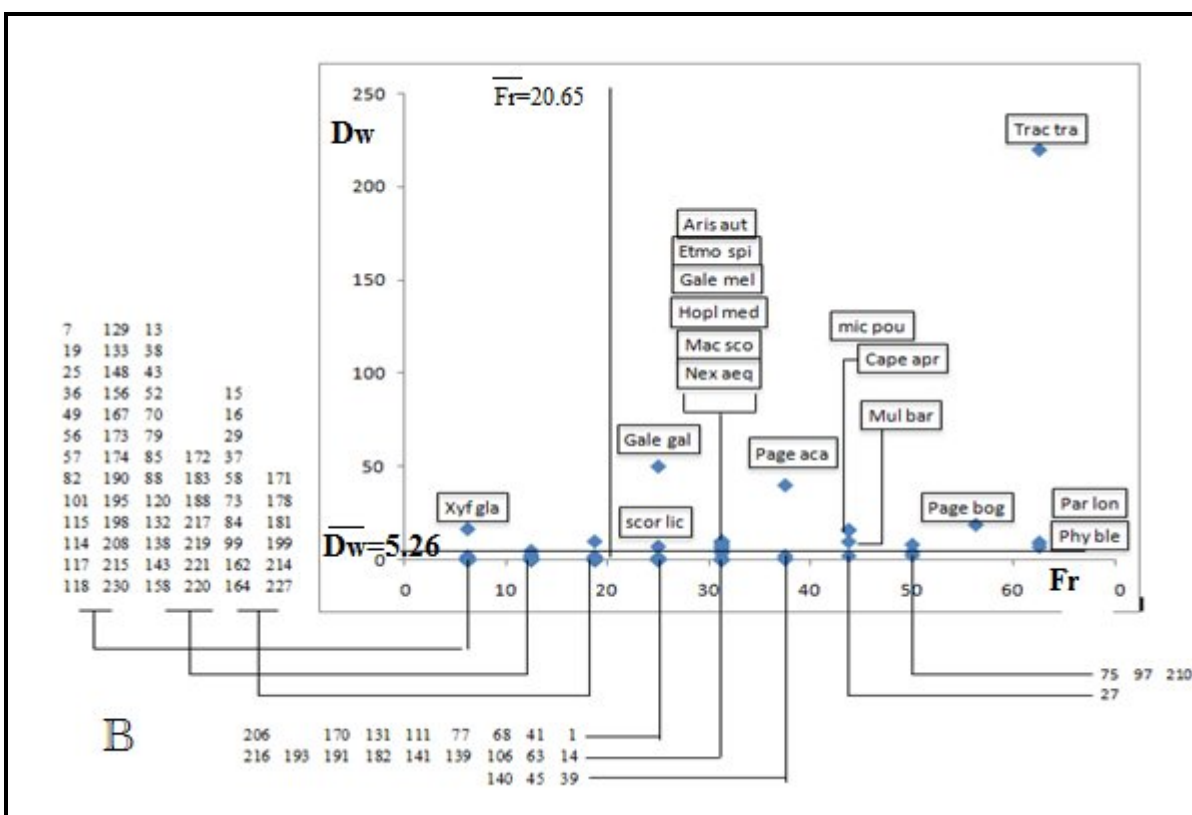 Fr=20.65
250
Dw
Trac tra
200
Aris aut
Etmo spi
150
Gale mel
Hopl med
mic pou
Mac sco
Cape apr
100
Nex aeq
Mul bar
Gale gal
Page aca
50
Xyf gla
scor lic
Page bog
Par lon
Dw=5.26
Phy ble
0
Fr
0 10 20 30 40 50 60 0
7 129 13
19 133 38
25 148 43
36 156 52 15
49 167 70 16
56 173 79 29
57 174 85 172 37
82 190 88 183 58 171
101 195 120 188 73 178
115 198 132 217 84 181
114 208 138 219 99 199
117 215 143 221 162 214
118 230 158 220 164 227
75 97 210
27
B
206 170 131 111 77 68 41 1
216 193 191 182 141 139 106 63 14
140 45 39